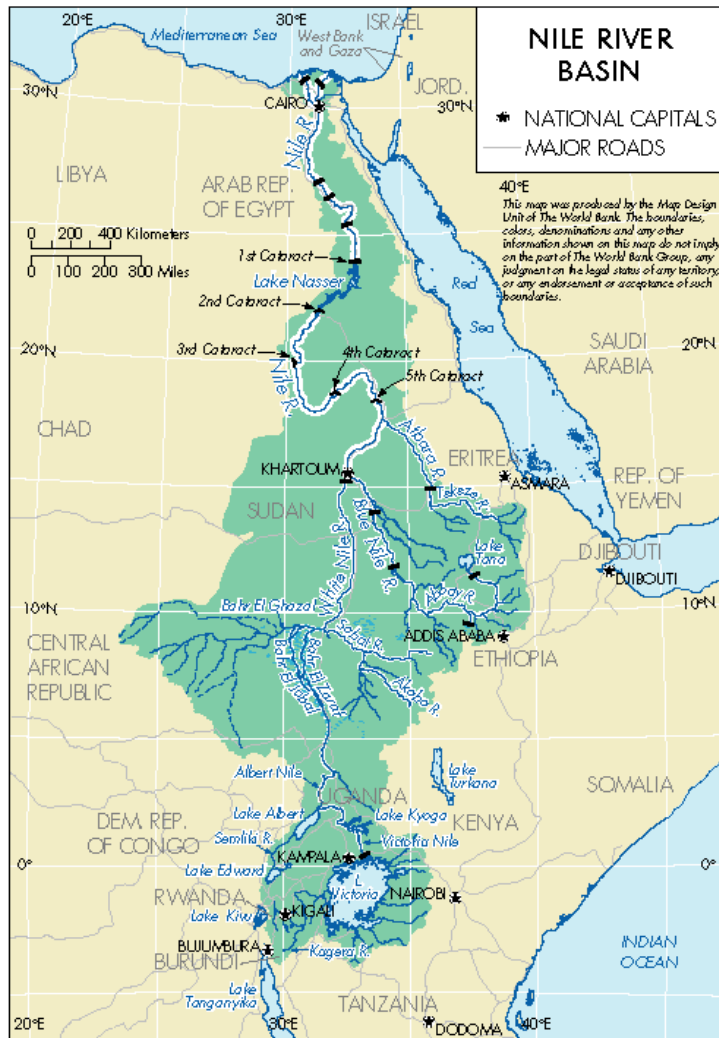 20°E
30°E
ISRAEL
Mediterranean Sea
West Bank
and Gaza
NILE RIVER
BASIN
JORD.
30°N
30°N
CAIRO
NATIONAL CAPITALS
MAJOR ROADS
Nile R.
LIBYA
ARAB REP.
OF EGYPT
40°E
This map was produced by the Map Design
Unit of The World Bank. The boundaries,
colors, denominations and any other
information shown on this map do not imply,
on the part of The World Bank Group, any
judgment on the legal status of any territory,
or any endorsement or acceptance of such
boundaries.
0 200 400 Kilometers
0 100 200 300 Miles
1st Cataract
Lake Nasser
2nd Cataract
Red
Sea
3rd Cataract
4th Cataract
20°N
20°N
SAUDI
ARABIA
Nile R.
5th Cataract
CHAD
Atbara R.
ERITREA
KHARTOUM
ASMARA
REP. OF
YEMEN
Tekeze R.
SUDAN
Blue Nile R.
White Nile R.
Lake
Tana
DJIBOUTI
DJIBOUTI
Abay R.
10°N
10°N
Bahr El Ghazal
Sobat R.
ADDIS ABABA
CENTRAL
AFRICAN
REPUBLIC
ETHIOPIA
Bahr El Jabal
Bahr El Zaraf
Akobo R.
Albert Nile
Lake
Turkana
SOMALIA
UGANDA
Lake Albert
Lake Kyoga
KENYA
DEM. REP.
OF CONGO
Semliki R.
Victoria Nile
KAMPALA
0°
0°
Lake Edward
L.
Victoria
NAIROBI
RWANDA
KIGALI
Lake Kivu
BUJUMBURA
Kagera R.
BURUNDI
INDIAN
OCEAN
Lake
Tanganyika
TANZANIA
20°E
30°E
DODOMA
40°E